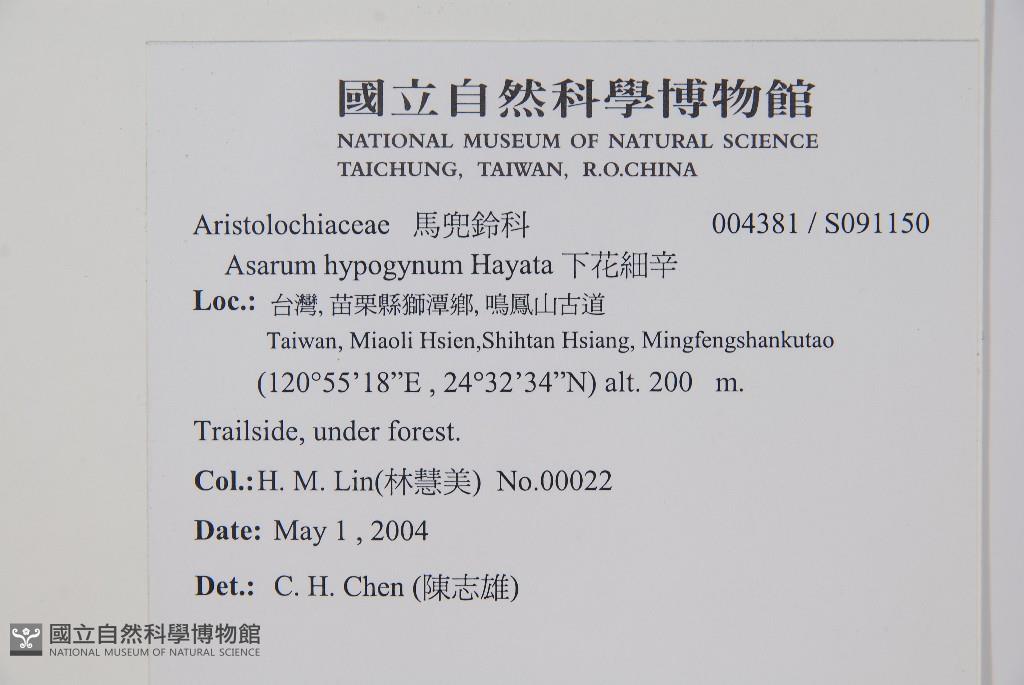 國立自然科學博物館
NATIONAL MUSEUM OF NATURAL SCIENCE
TAICHUNG, TAIWAN, R.O.CHINA
Aristolochiaceae 馬兜鈴科 004381 / S091150
Asarum hypogynum Hayata 下花細辛
Loc.: 台灣, 苗栗縣獅潭鄉, 鳴鳳山古道
Taiwan, Miaoli Hsien,Shihtan Hsiang, Mingfengshankutao
(120°55’18”E , 24°32’34”N) alt. 200 m.
Trailside, under forest.
Col.:H. M. Lin(林慧美) No.00022
Date: May 1 , 2004
Det.: C. H. Chen (陳志雄)
國立自然科學博物館
NATIONAL MUSEUM OF NATURAL SCIENCE